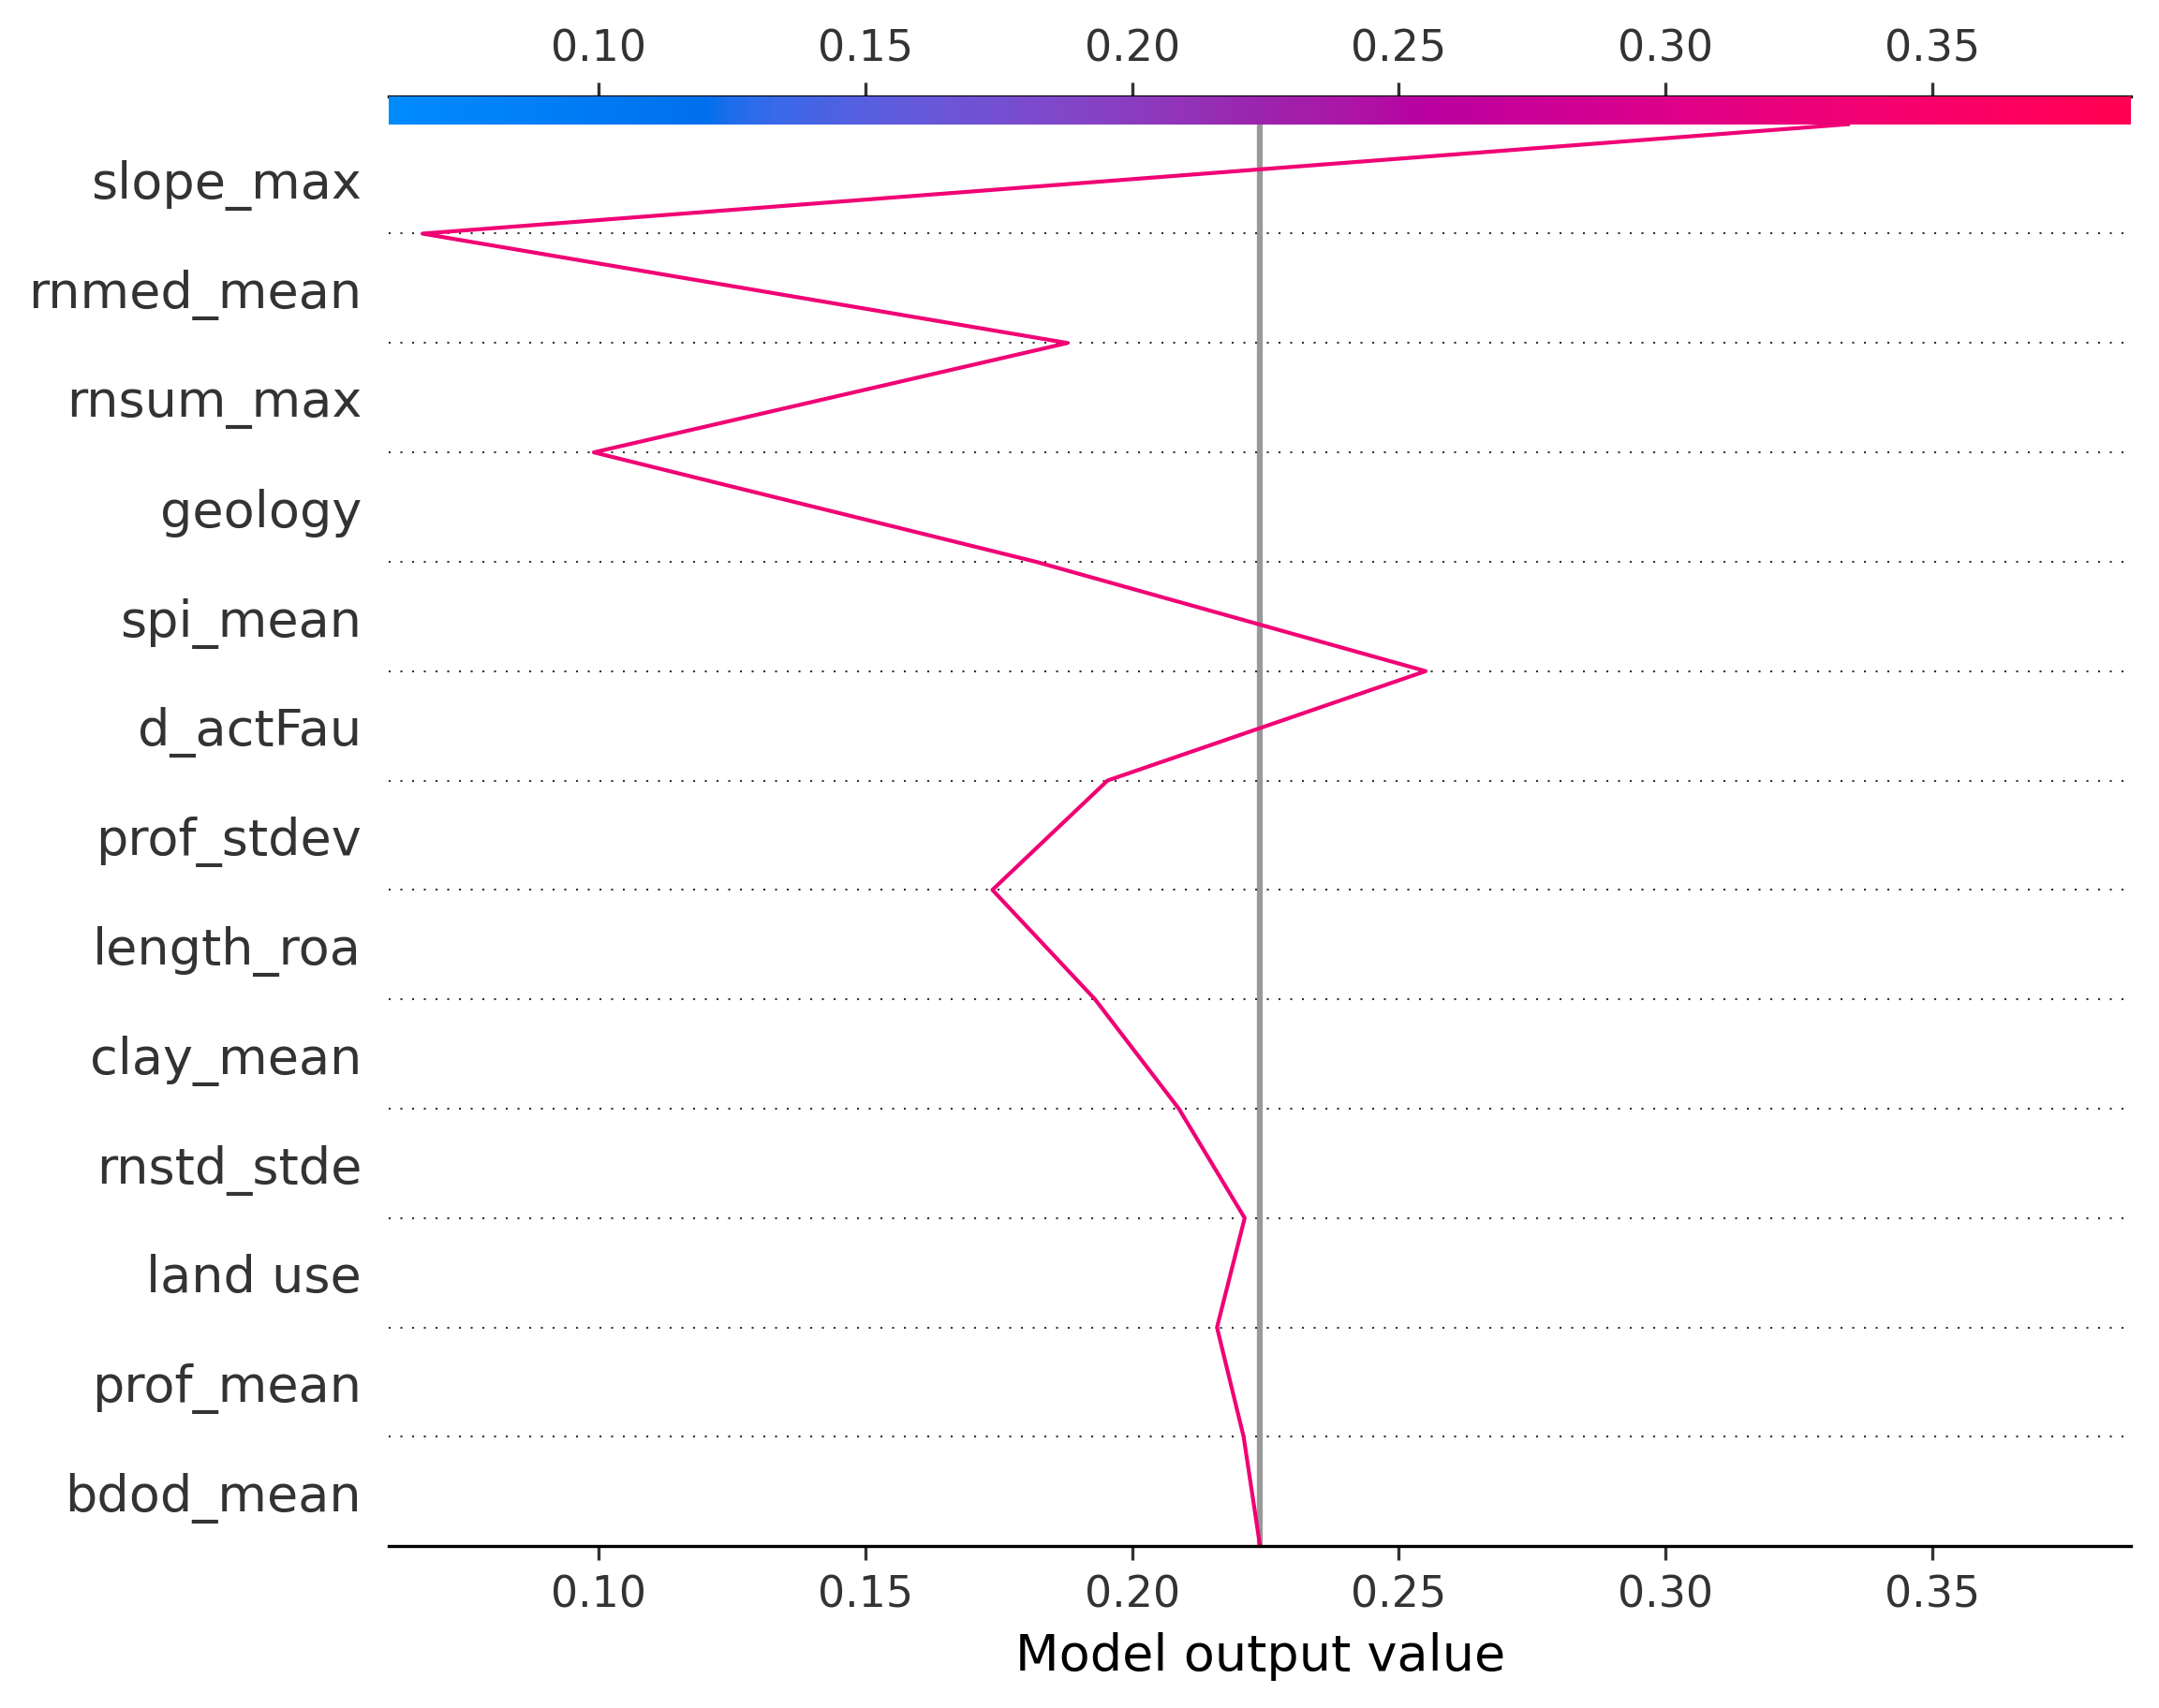 0.10 0.15 0.20 0.25 0.30 0.35
slope_max
rnmed_mean
rnsum_max
geology
spi_mean
d_actFau
prof_stdev
length_roa
clay_mean
rnstd_stde
land use
prof_mean
bdod_mean
0.10 0.15 0.20 0.25 0.30 0.35
Model output value